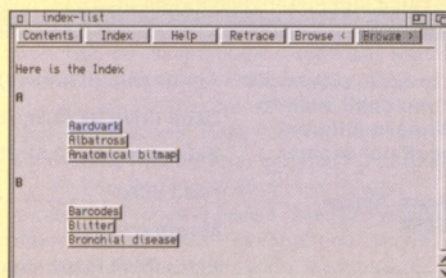 index-list
Contents Index Help Retrace Browse < Browse >
Here is the Index
A
Aardvark
Albatross
Anatomical bitmap
B
Barcodes
Blitter
Bronchial disease